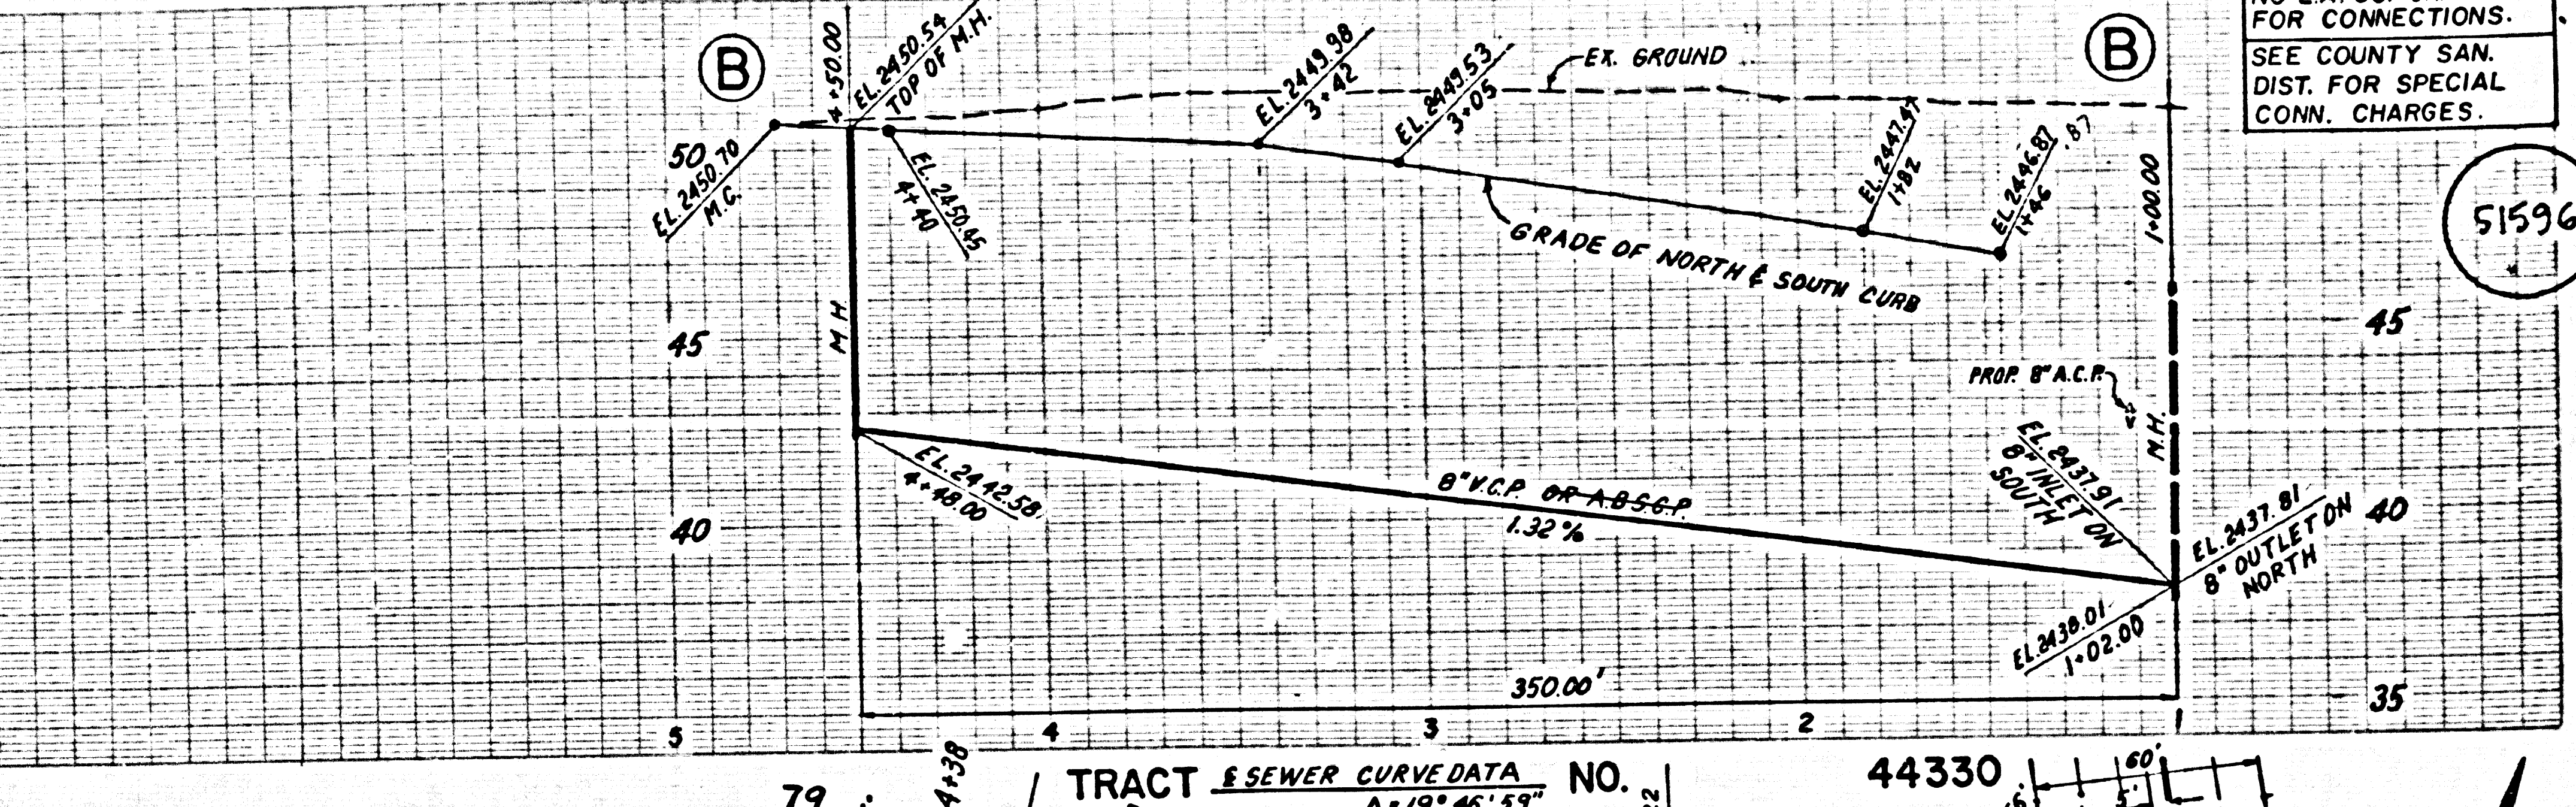 FOR CONNECTIONS.
SEE COUNTY SAN.
DIST. FOR SPECIAL
CONN. CHARGES.
B
4+50.00
EL. 2450.54
TOP OF M.H.
EL. 2449.98
3+42
EL. 2449.53
3+05
EX. GROUND
B
50
EL. 2450.70
M.C.
EL. 2450.45
4+40
EL. 2447.47
1+82
EL. 2446.87
.87
1+46
1+00.00
51596
GRADE OF NORTH & SOUTH CURB
45
M.H
45
PROP. 8" A.C.P.
M.H.
EL. 2442.58
4+48.00
8" V.C.P. OR A.B.S.C.P.
1.32 %
EL. 2437.91
8" INLET ON
SOUTH
40
EL. 2437.81
8" OUTLET ON
NORTH
40
EL. 2438.01
1+02.00
350.00'
35
5
4
3
2
1
79
4+38
TRACT
℄ SEWER CURVE DATA
NO.
44330
60'
Δ=19° 46' 59"
5'